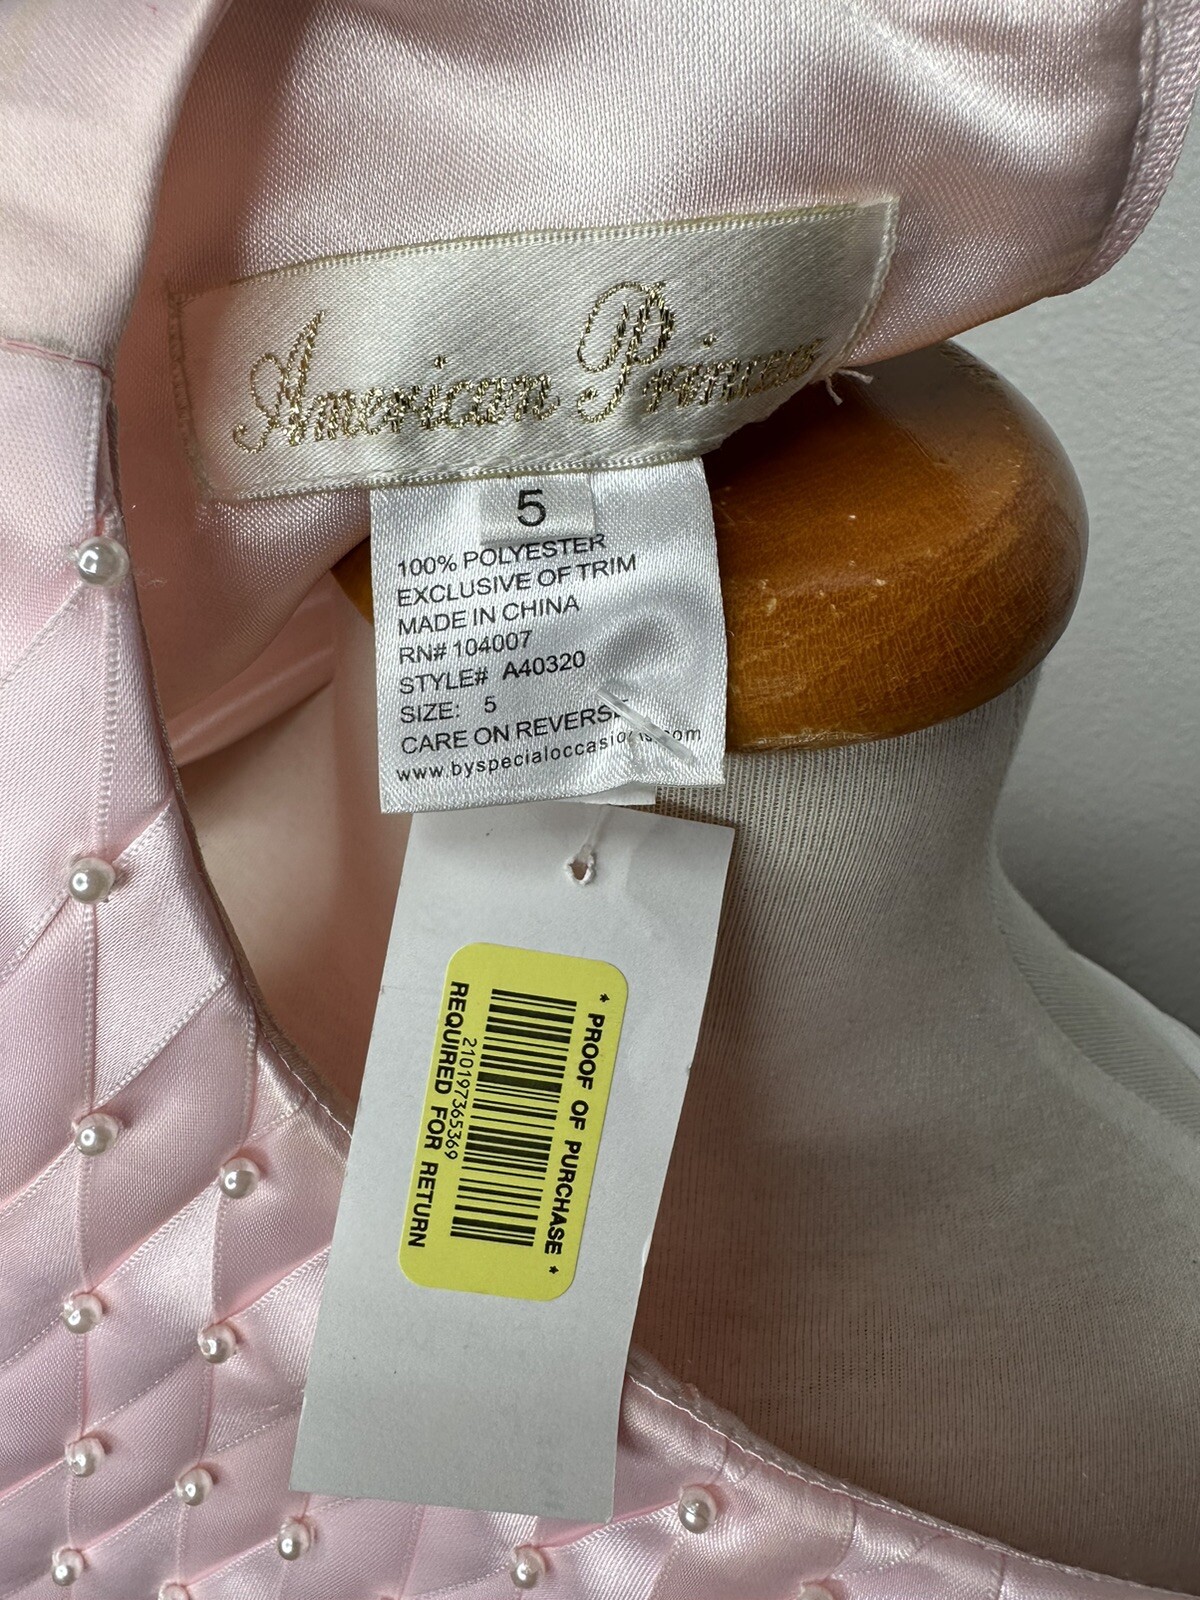 American Princess
5
100% POLYESTER
EXCLUSIVE OF TRIM
MADE IN CHINA
RN# 104007
STYLE# A40320
SIZE: 5
CARE ON REVERSE
www.byspecialoccasions.com
* PROOF OF PURCHASE *
210197365369
REQUIRED FOR RETURN